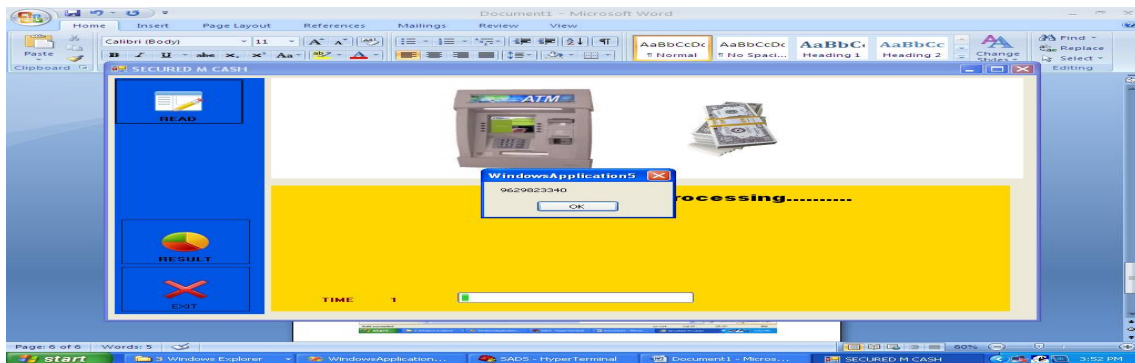 Document1 - Microsoft Word
Home Insert Page Layout References Mailings Review View
Calibri (Body) 11
AaBbCcDc AaBbCcDc AaBbC AaBbCc
Find
Replace
Select
Paste
¶ Normal ¶ No Spaci... Heading 1 Heading 2
Change Styles
Clipboard
Editing
SECURED M CASH
READ
ATM
WindowsApplication5
9629823340
OK
rocessing..........
RESULT
TIME 1
EXIT
Page: 6 of 6 Words: 5
60%
start
3 Windows Explorer
WindowsApplication...
SADS - HyperTerminal
Document1 - Micros...
SECURED M CASH
3:52 PM